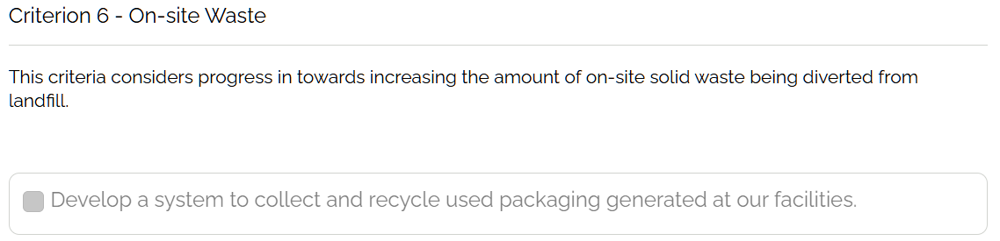 Criterion 6 - On-site Waste
This criteria considers progress in towards increasing the amount of on-site solid waste being diverted from
landfill.
Develop a system to collect and recycle used packaging generated at our facilities.